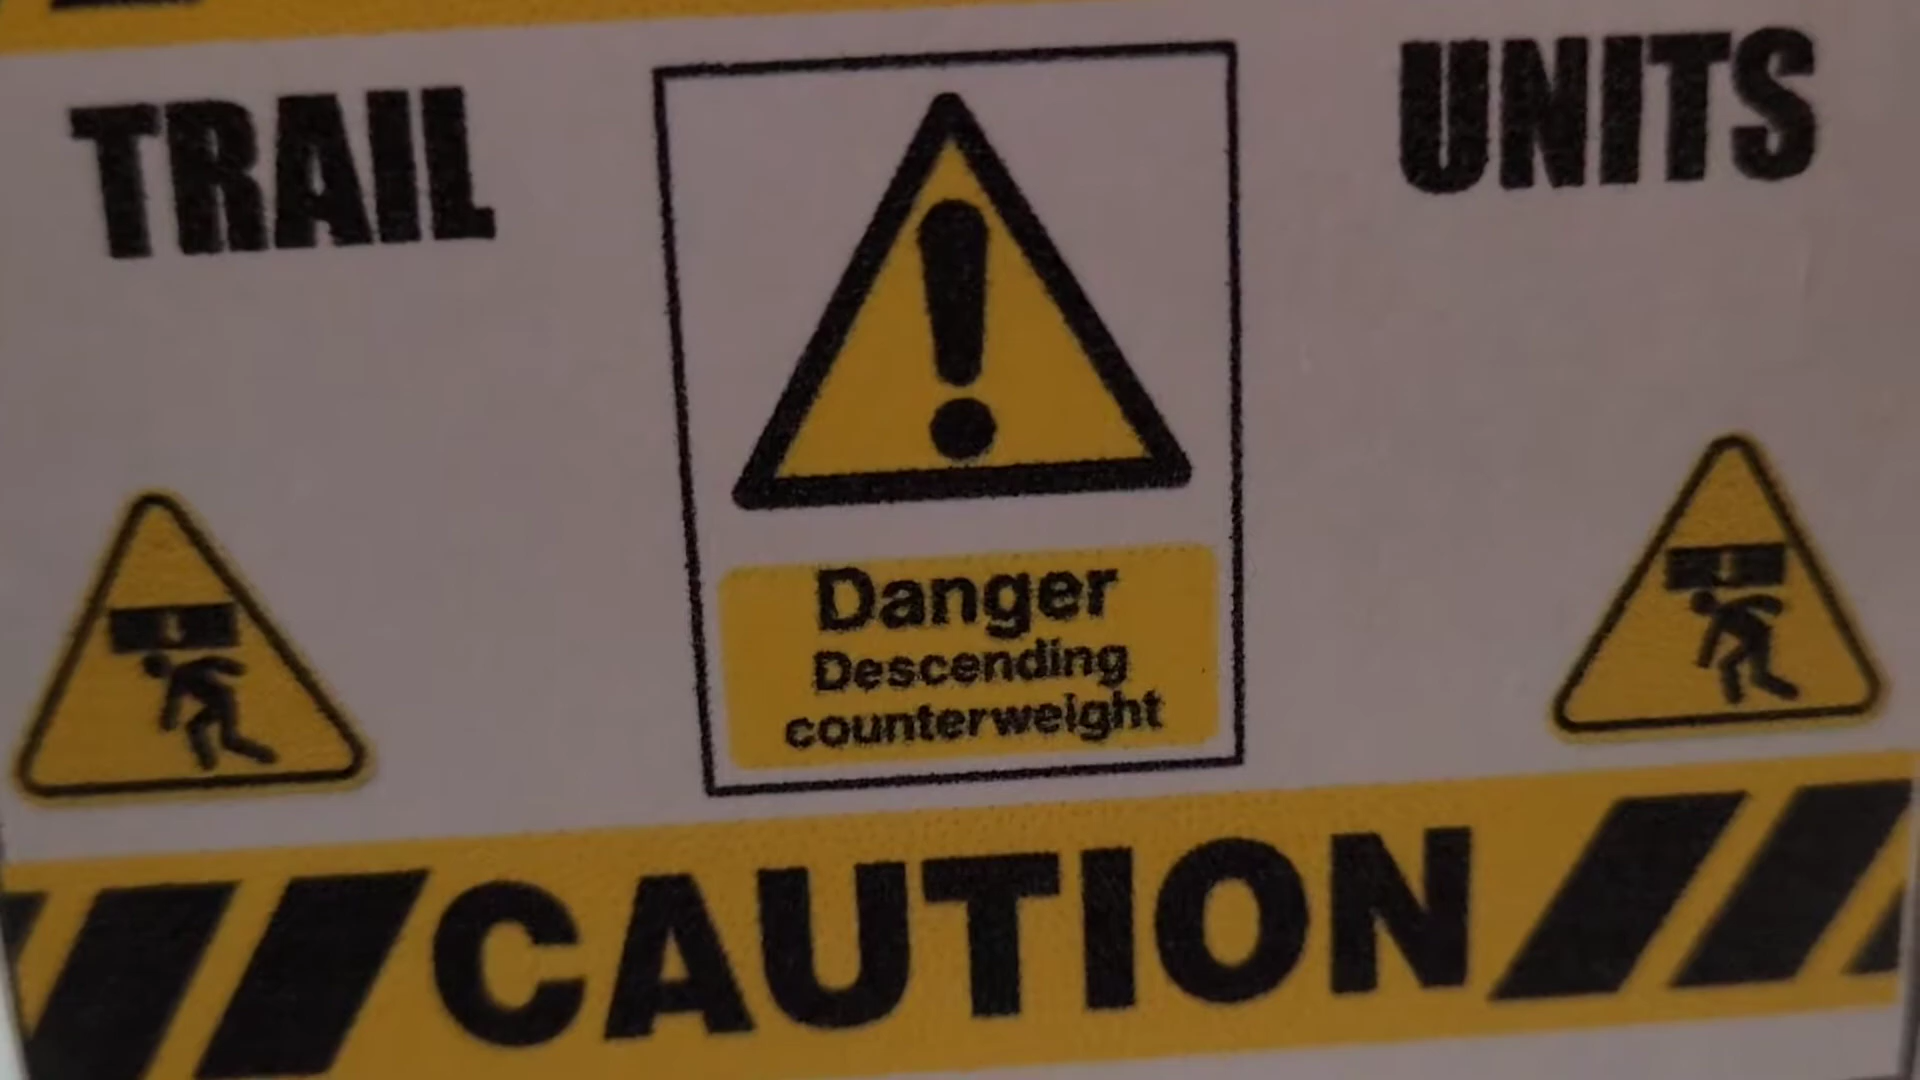 TRAIL UNITS
!
Danger
Descending
counterweight
CAUTION